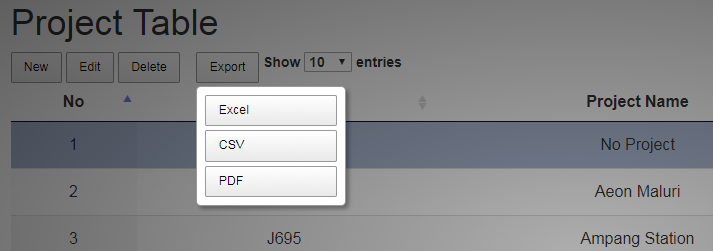 Project Table
New Edit Delete Export Show 10 entries
No Project Name
Excel
1 No Project
CSV
PDF
2 Aeon Maluri
3 J695 Ampang Station